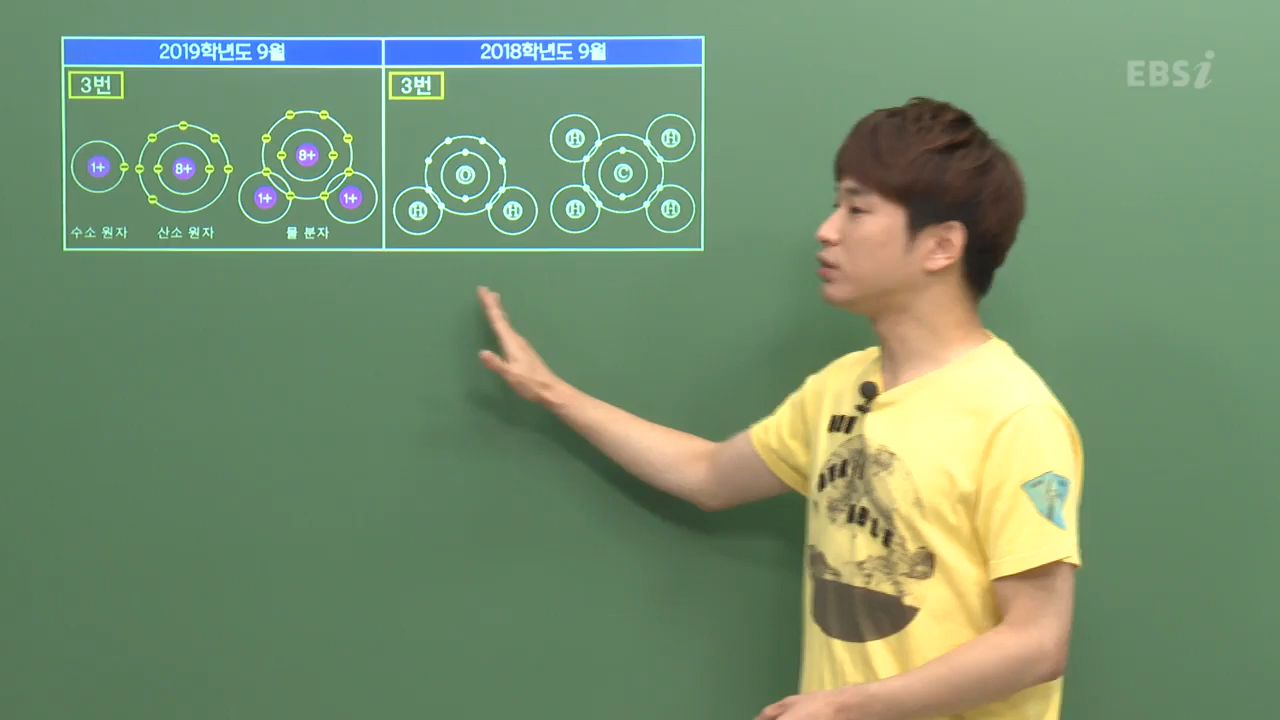 EBSi
2019학년도 9월
2018학년도 9월
3번
3번
1+
8+
8+
1+
1+
수소 원자
산소 원자
물 분자
O
H
H
H
H
C
H
H